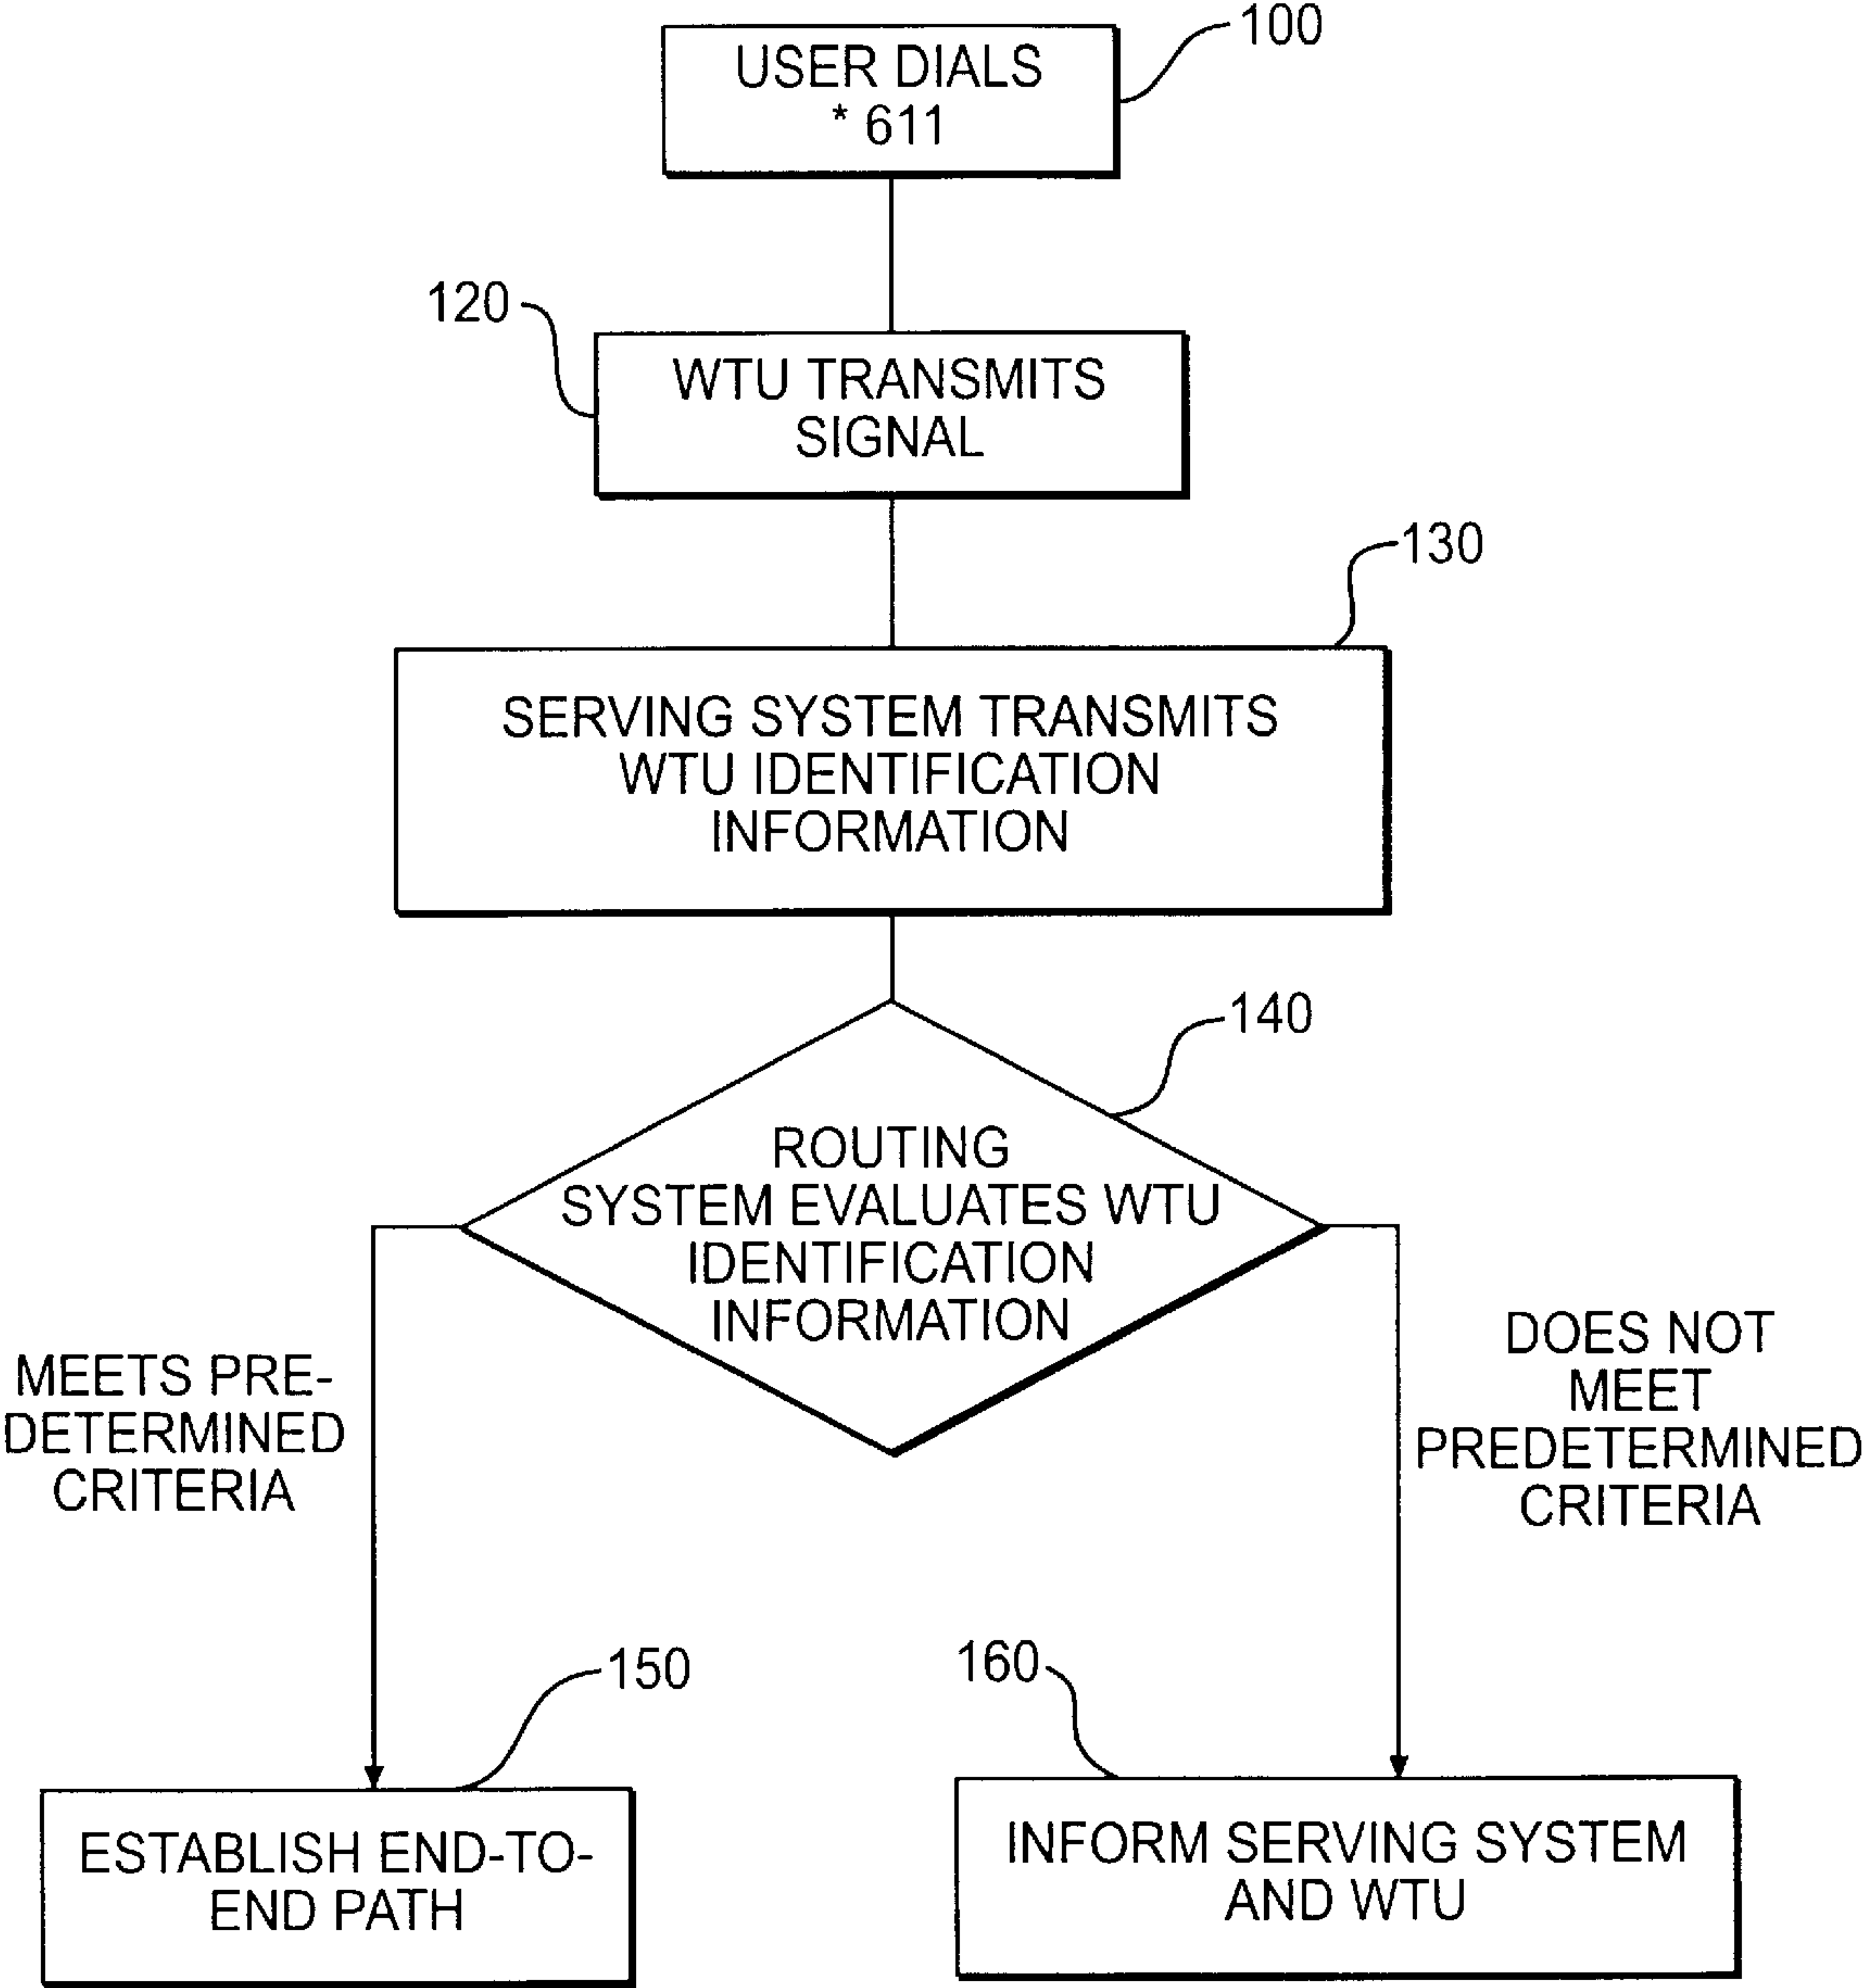 100
USER DIALS
* 611
120
WTU TRANSMITS
SIGNAL
130
SERVING SYSTEM TRANSMITS
WTU IDENTIFICATION
INFORMATION
140
ROUTING
SYSTEM EVALUATES WTU
IDENTIFICATION
INFORMATION
MEETS PRE-
DETERMINED
CRITERIA
DOES NOT
MEET
PREDETERMINED
CRITERIA
150
ESTABLISH END-TO-
END PATH
160
INFORM SERVING SYSTEM
AND WTU